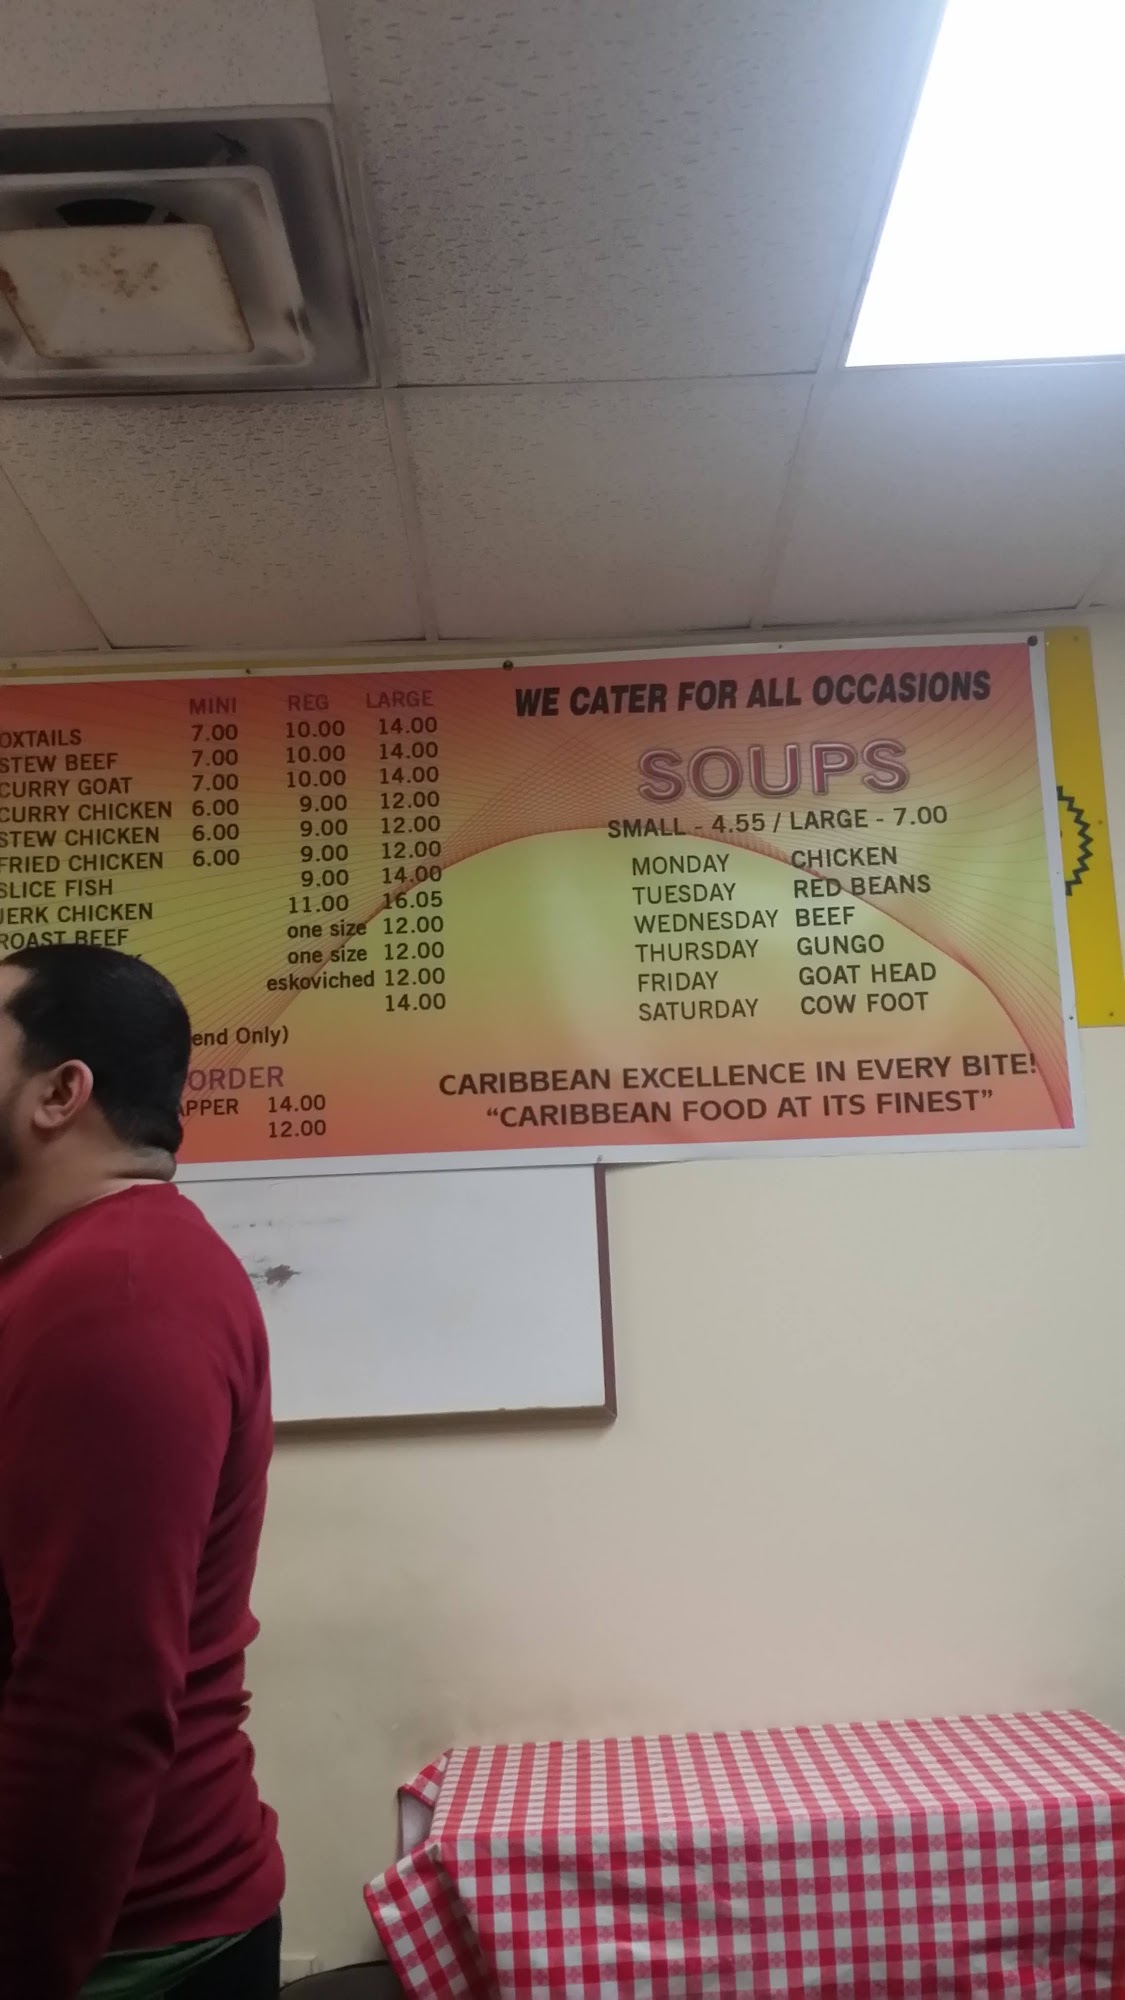 MINI REG LARGE
OXTAILS 7.00 10.00 14.00
STEW BEEF 7.00 10.00 14.00
CURRY GOAT 7.00 10.00 14.00
CURRY CHICKEN 6.00 9.00 12.00
STEW CHICKEN 6.00 9.00 12.00
FRIED CHICKEN 6.00 9.00 12.00
SLICE FISH 9.00 14.00
JERK CHICKEN 11.00 16.05
ROAST BEEF one size 12.00
one size 12.00
eskoviched 12.00
14.00
end Only)
ORDER
APPER 14.00
12.00
WE CATER FOR ALL OCCASIONS
SOUPS
SMALL - 4.55 / LARGE - 7.00
MONDAY CHICKEN
TUESDAY RED BEANS
WEDNESDAY BEEF
THURSDAY GUNGO
FRIDAY GOAT HEAD
SATURDAY COW FOOT
CARIBBEAN EXCELLENCE IN EVERY BITE!
“CARIBBEAN FOOD AT ITS FINEST”